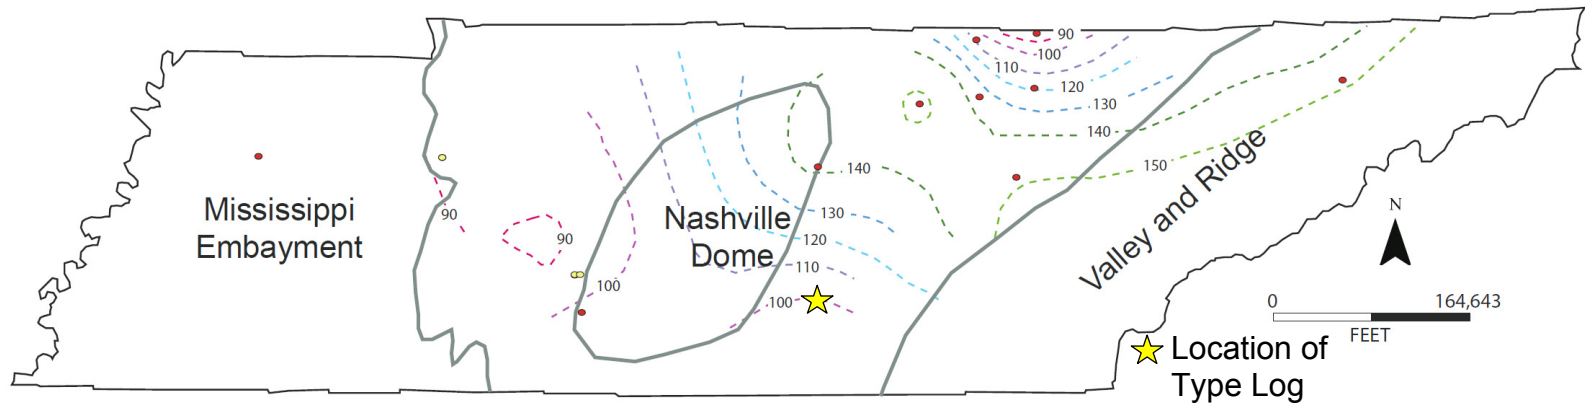 90
100
110
120
130
140
150
Valley and Ridge
140
130
120
110
100
Nashville
Dome
100
90
90
Mississippi
Embayment
N
0 164,643
FEET
Location of
Type Log